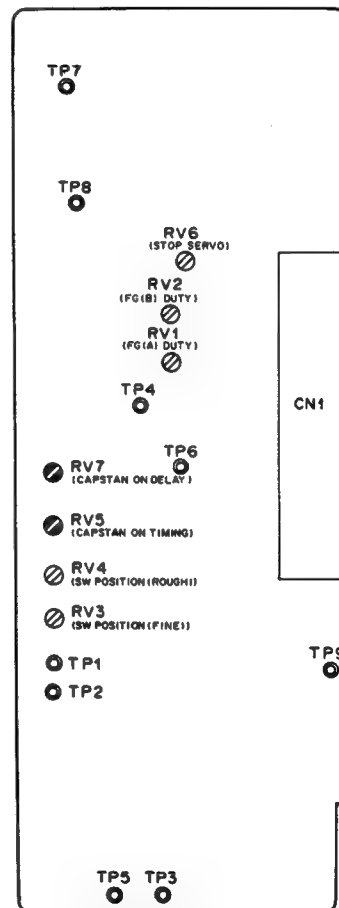 TP7
TP8
RV6
(STOP SERVO)
RV2
(FG(B) DUTY)
RV1
(FG(A) DUTY)
TP4
CN1
TP6
RV7
(CAPSTAN ON DELAY)
RV5
(CAPSTAN ON TIMING)
RV4
(SW POSITION(ROUGH))
RV3
(SW POSITION(FINE))
TP1
TP9
TP2
TP5 TP3